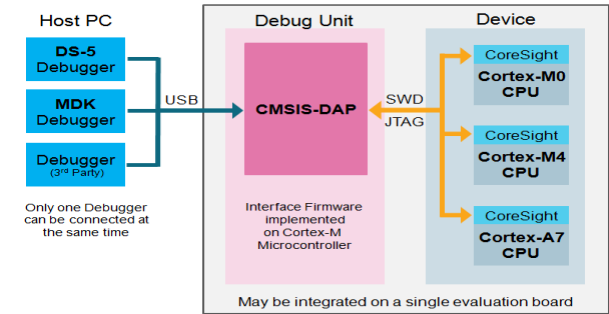 Host PC
DS-5
Debugger
MDK
Debugger
Debugger
(3rd Party)
Only one Debugger
can be connected at
the same time
USB
Debug Unit
CMSIS-DAP
Interface Firmware
implemented
on Cortex-M
Microcontroller
SWD
JTAG
Device
CoreSight
Cortex-M0
CPU
CoreSight
Cortex-M4
CPU
CoreSight
Cortex-A7
CPU
May be integrated on a single evaluation board